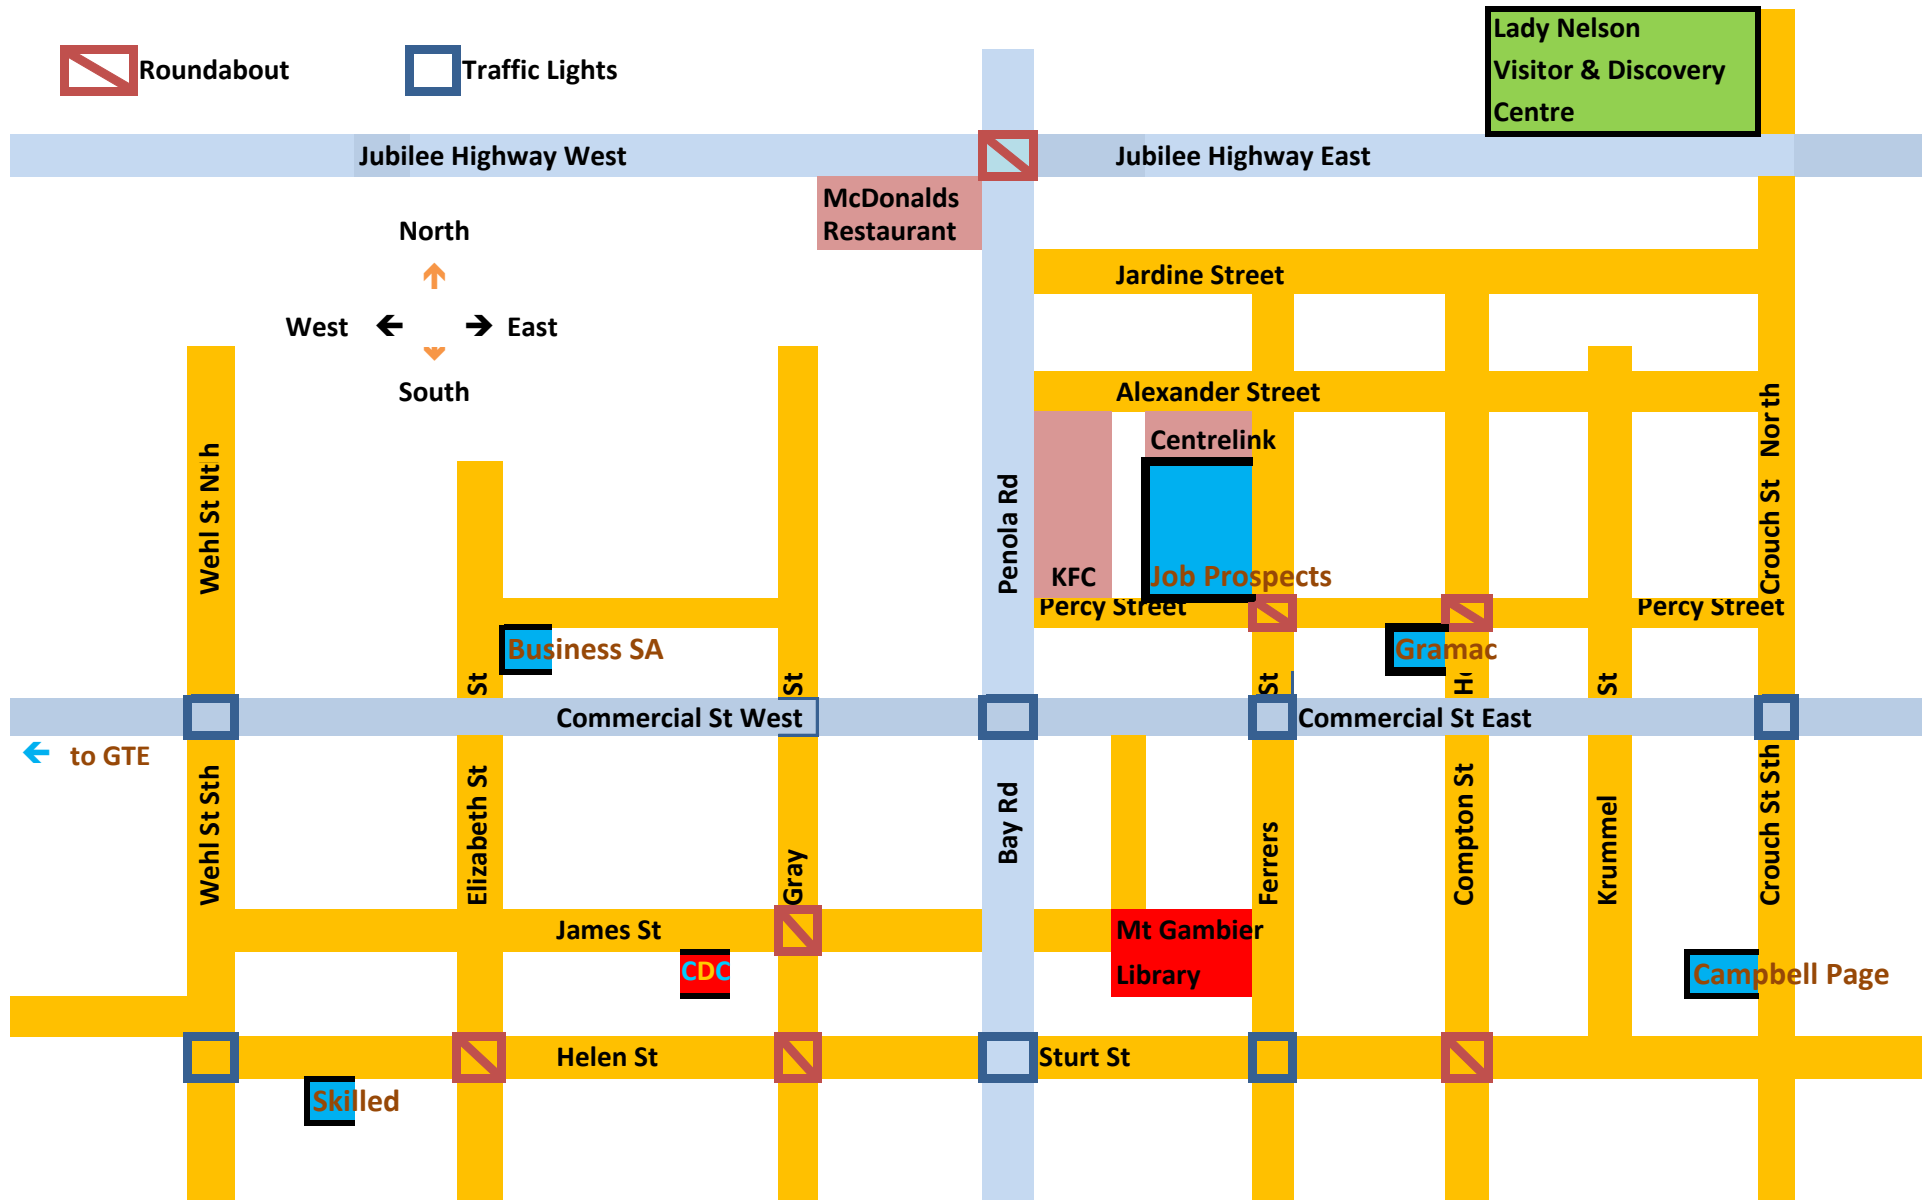 Lady Nelson
Visitor & Discovery
Centre
Roundabout
Traffic Lights
Jubilee Highway West
Jubilee Highway East
McDonalds
Restaurant
North
West
East
South
Jardine Street
Alexander Street
Centrelink
Wehl St Nth
Penola Rd
Crouch St North
KFC
Job Prospects
Percy Street
Percy Street
Business SA
Gramac
St
St
St
St
Commercial St West
Commercial St East
to GTE
Wehl St Sth
Elizabeth St
Gray
Bay Rd
Ferrers
Compton St
Krummel
Crouch St Sth
James St
Mt Gambier
Library
CDC
Campbell Page
Helen St
Sturt St
Skilled